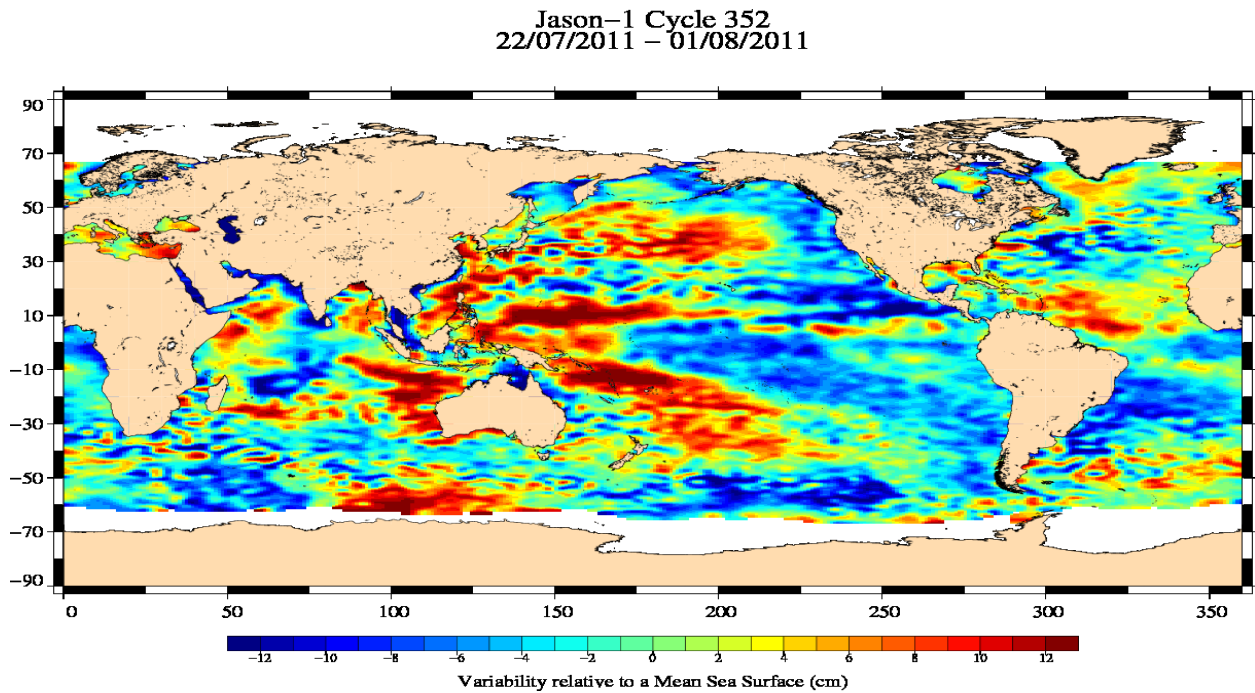 Jason−1 Cycle 352
22/07/2011 − 01/08/2011
90
70
50
30
10
−10
−30
−50
−70
−90
0 50 100 150 200 250 300 350
−12 −10 −8 −6 −4 −2 0 2 4 6 8 10 12
Variability relative to a Mean Sea Surface (cm)